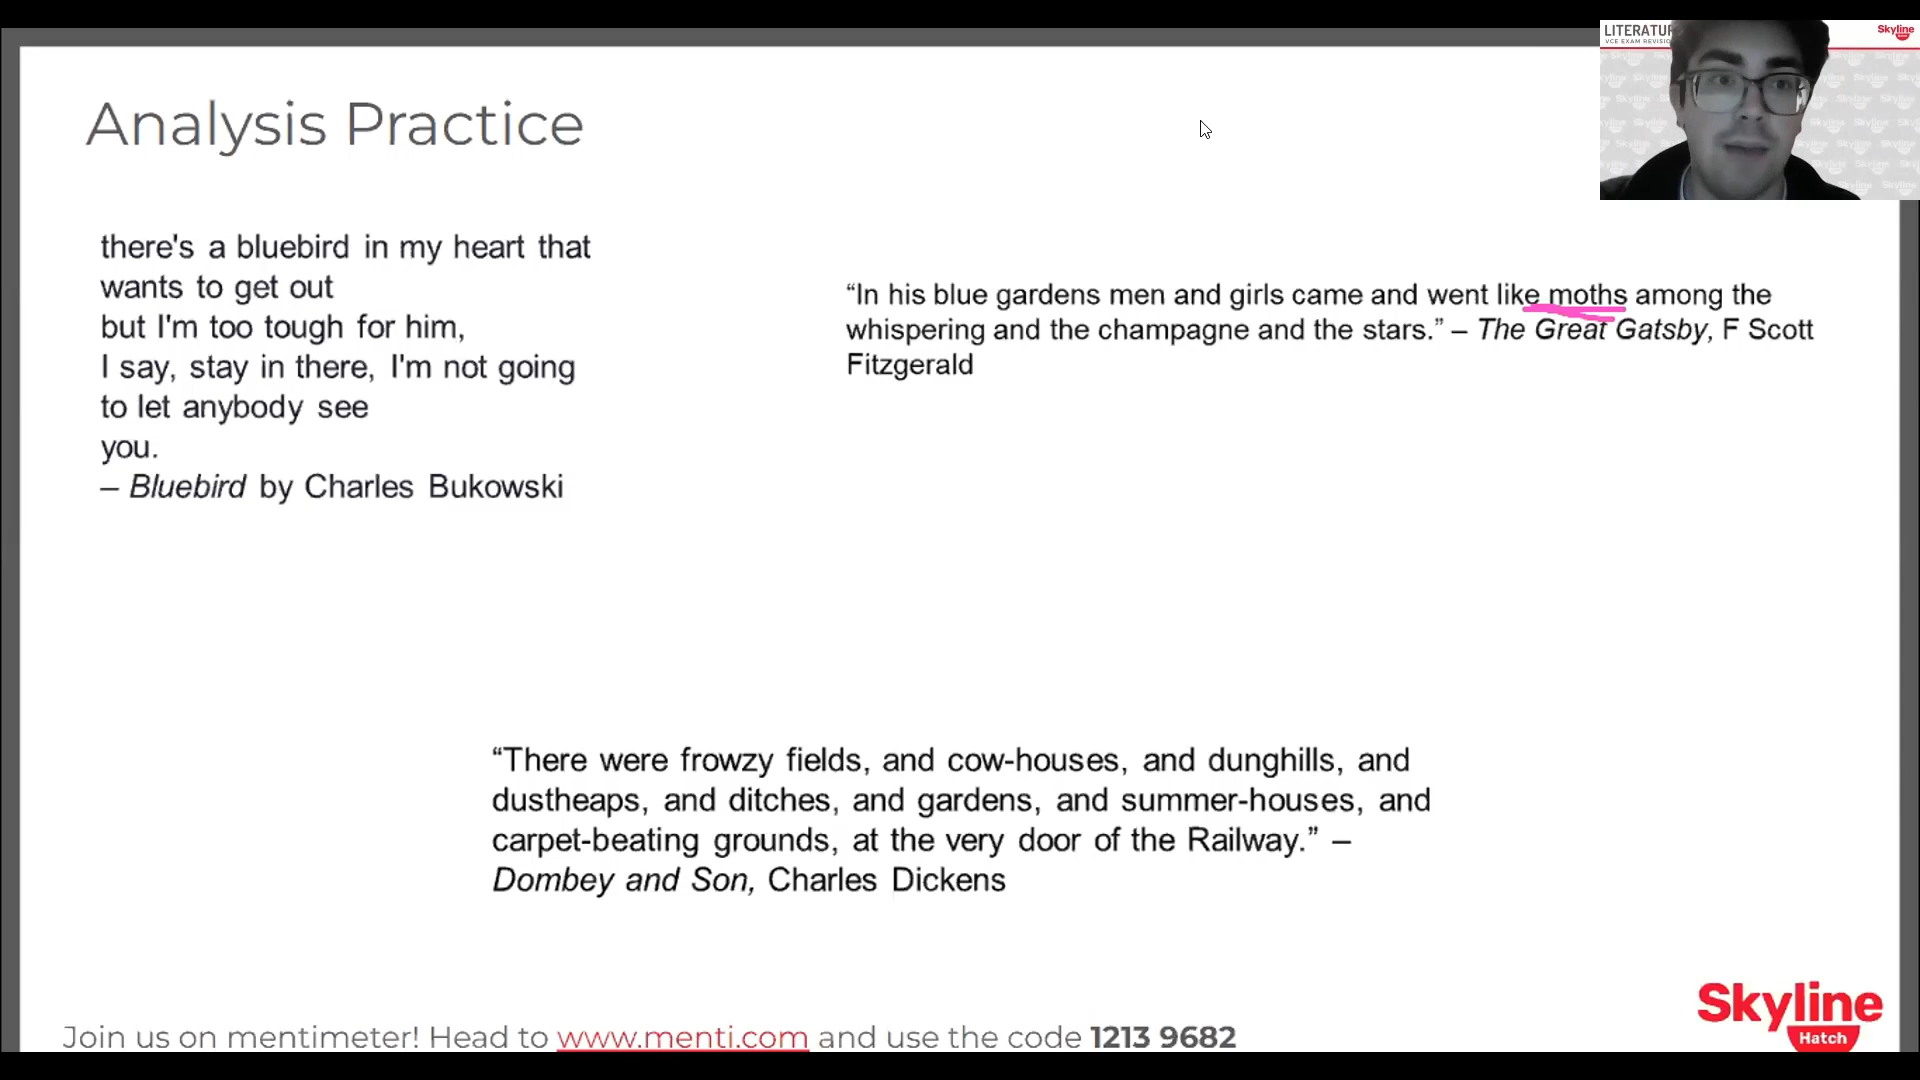 LITERATUR
VCE EXAM REVISIO
Skyline
Analysis Practice
there's a bluebird in my heart that
wants to get out
but I'm too tough for him,
I say, stay in there, I'm not going
to let anybody see
you.
– Bluebird by Charles Bukowski
“In his blue gardens men and girls came and went like moths among the
whispering and the champagne and the stars.” – The Great Gatsby, F Scott
Fitzgerald
“There were frowzy fields, and cow-houses, and dunghills, and
dustheaps, and ditches, and gardens, and summer-houses, and
carpet-beating grounds, at the very door of the Railway.” –
Dombey and Son, Charles Dickens
Join us on mentimeter! Head to www.menti.com and use the code 1213 9682
Skyline
Hatch